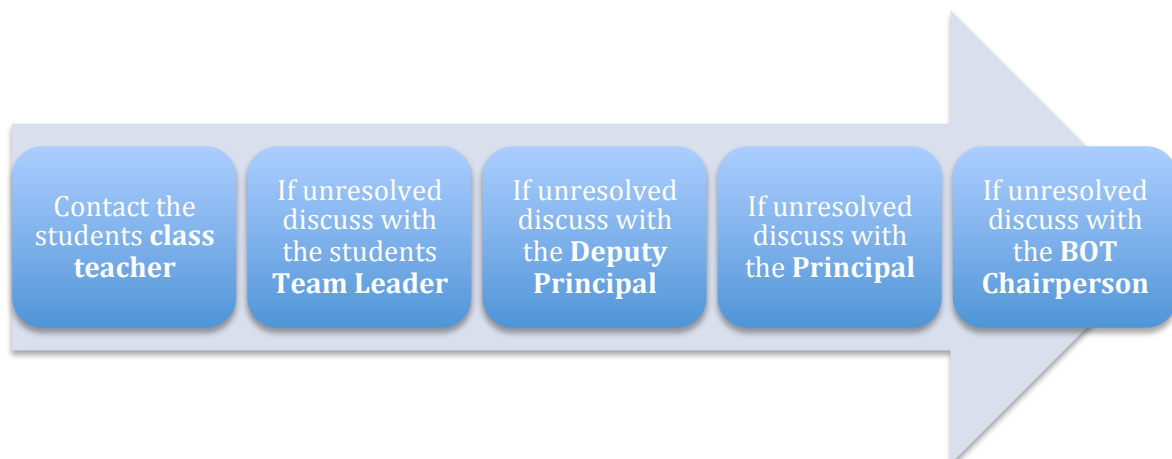 Contact the
students class
teacher
If unresolved
discuss with
the students
Team Leader
If unresolved
discuss with
the Deputy
Principal
If unresolved
discuss with
the Principal
If unresolved
discuss with
the BOT
Chairperson